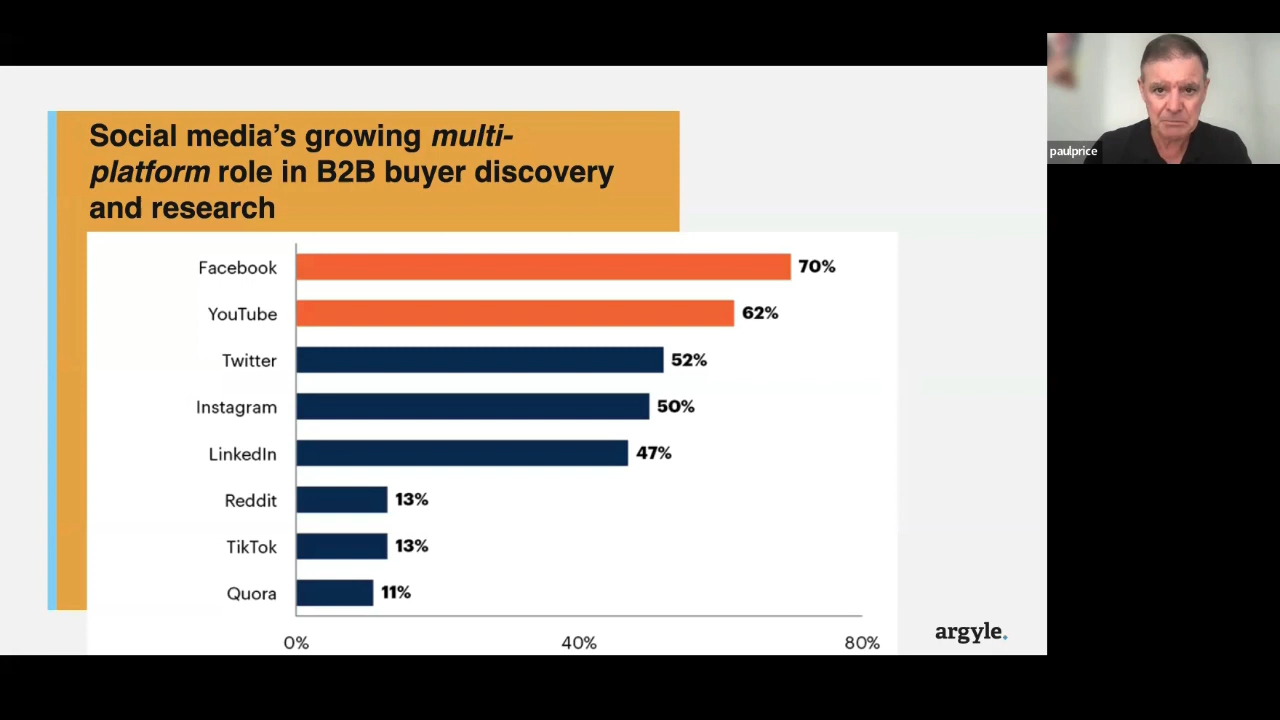 Social media’s growing multi-
platform role in B2B buyer discovery
and research
Facebook 70%
YouTube 62%
Twitter 52%
Instagram 50%
LinkedIn 47%
Reddit 13%
TikTok 13%
Quora 11%
0% 40% 80%
argyle.
paulprice